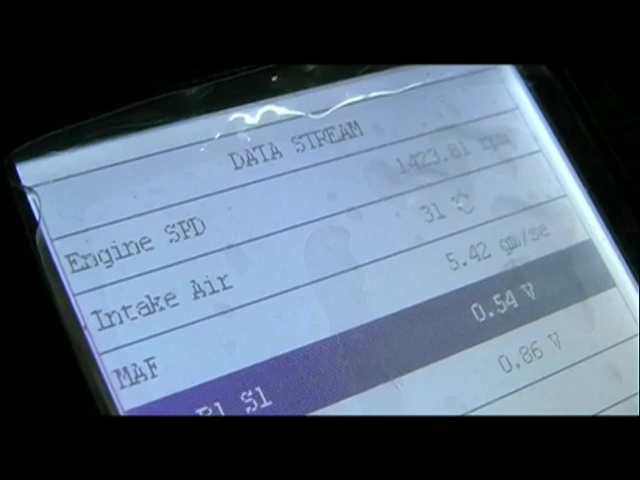 DATA STREAM
Engine SPD 1423.81 rpm
Intake Air 31 ℃
MAF 5.42 gm/se
B1 S1 0.54 V
0.86 V